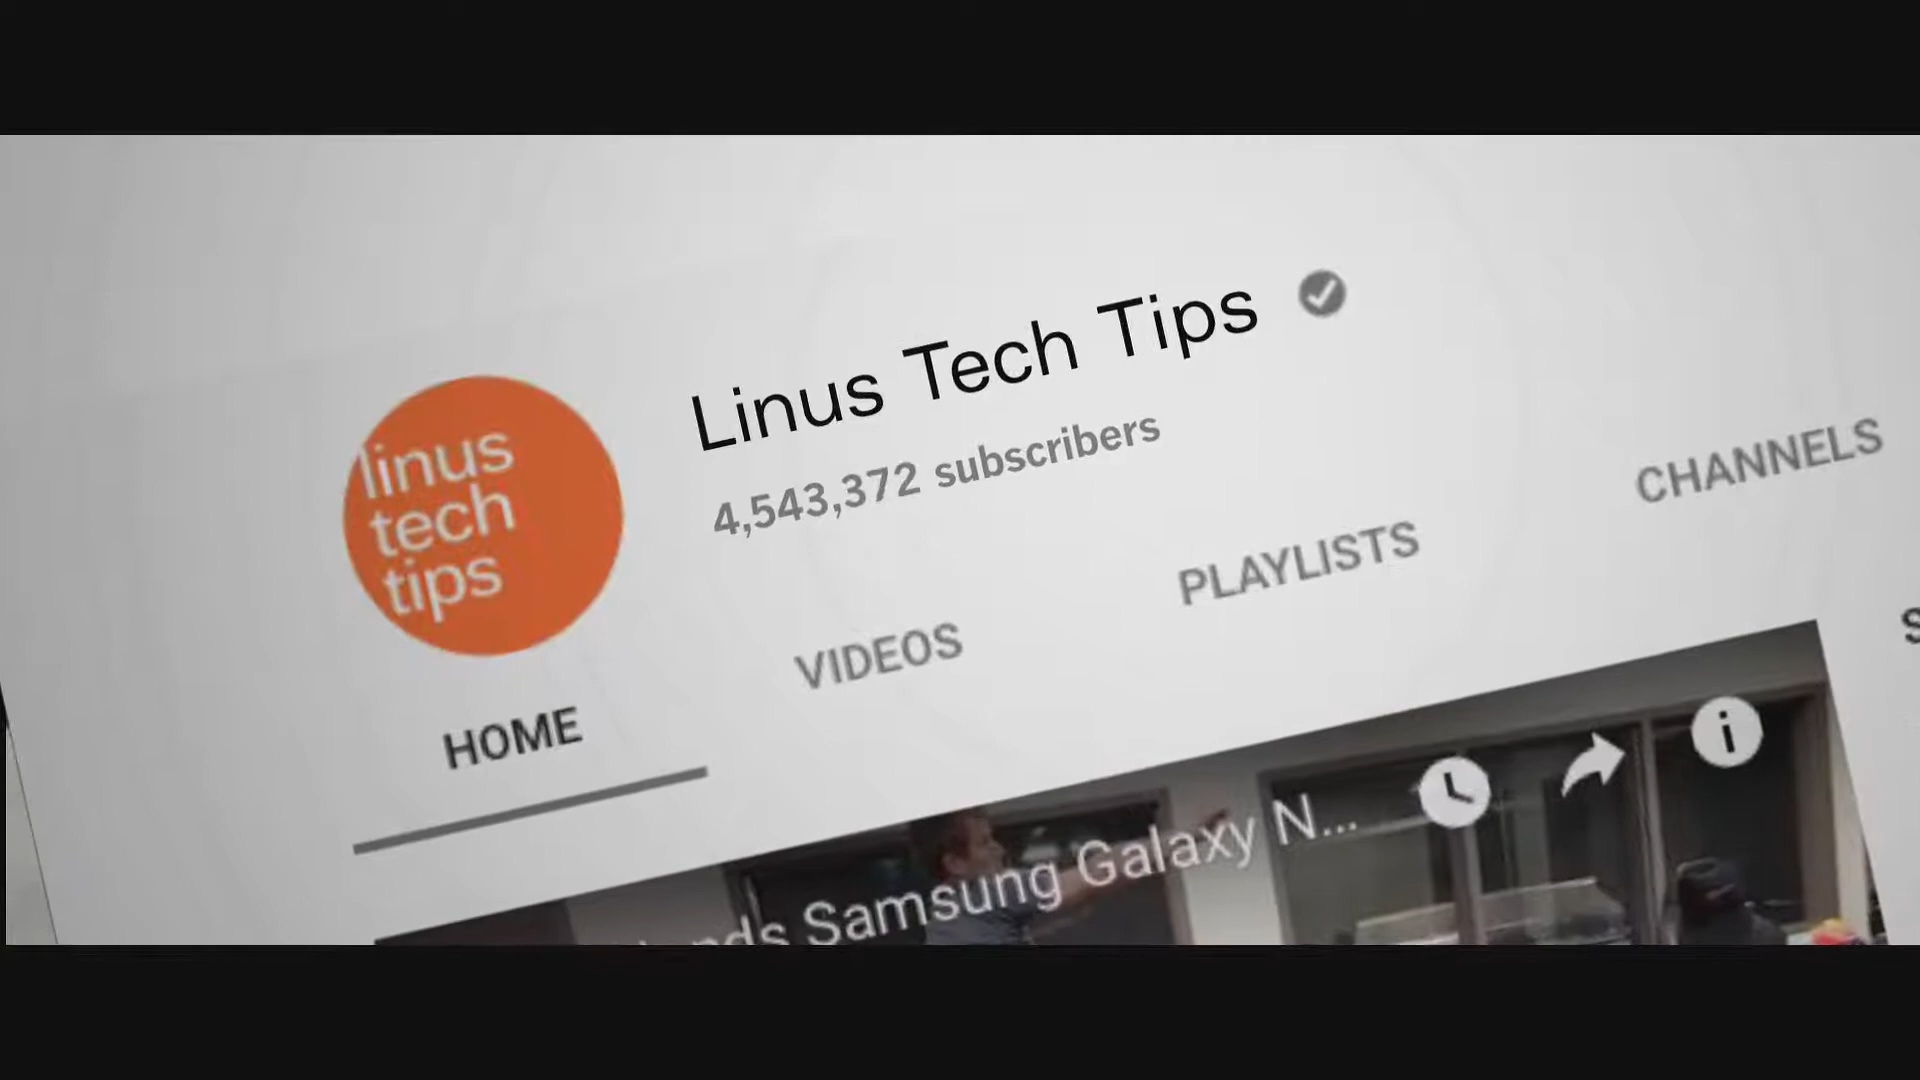 linus
tech
tips
Linus Tech Tips
4,543,372 subscribers
HOME
VIDEOS
PLAYLISTS
CHANNELS
Samsung Galaxy N...